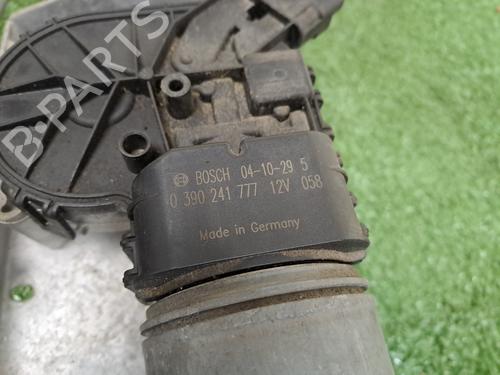 B-PARTS
BOSCH 04-10-29 5
0 390 241 777 12V 058
Made in Germany